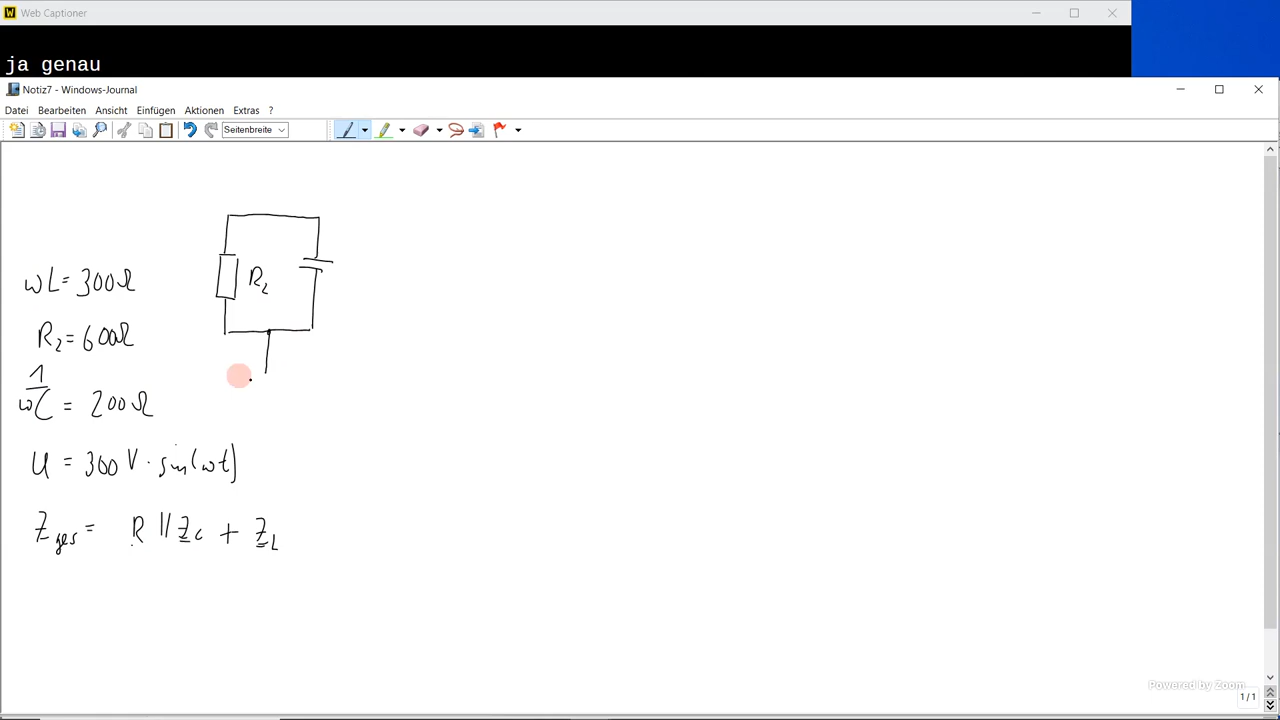 Web Captioner
ja genau
Notiz7 - Windows-Journal
Datei Bearbeiten Ansicht Einfügen Aktionen Extras ?
Seitenbreite
R₂
ωL = 300Ω
R₂ = 600Ω
1/ωC = 200Ω
U = 300 V · sin(ωt)
Z ges = R || Zc + ZL
Powered by Zoom
1/1